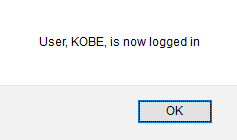 User, KOBE, is now logged in
OK